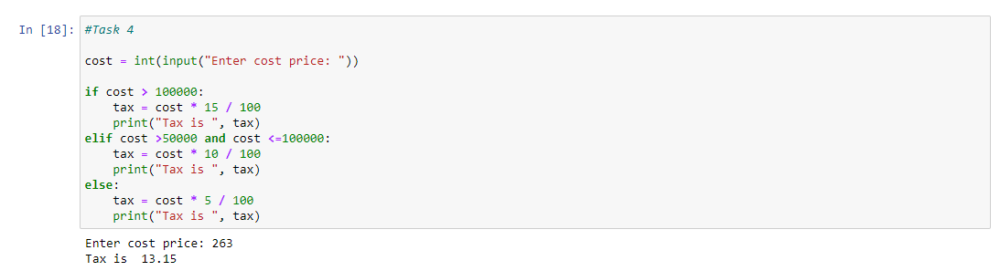 In [18]: #Task 4
cost = int(input("Enter cost price: "))
if cost > 100000:
    tax = cost * 15 / 100
    print("Tax is ", tax)
elif cost >50000 and cost <=100000:
    tax = cost * 10 / 100
    print("Tax is ", tax)
else:
    tax = cost * 5 / 100
    print("Tax is ", tax)
Enter cost price: 263
Tax is  13.15